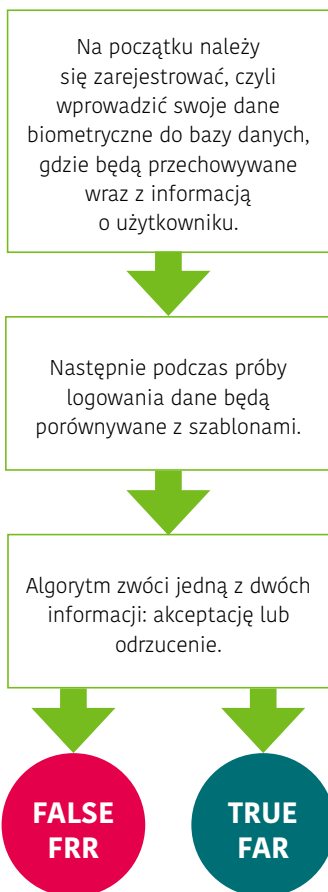 Na początku należy
się zarejestrować, czyli
wprowadzić swoje dane
biometryczne do bazy danych,
gdzie będą przechowywane
wraz z informacją
o użytkowniku.
Następnie podczas próby
logowania dane będą
porównywane z szablonami.
Algorytm zwóci jedną z dwóch
informacji: akceptację lub
odrzucenie.
FALSE
FRR
TRUE
FAR